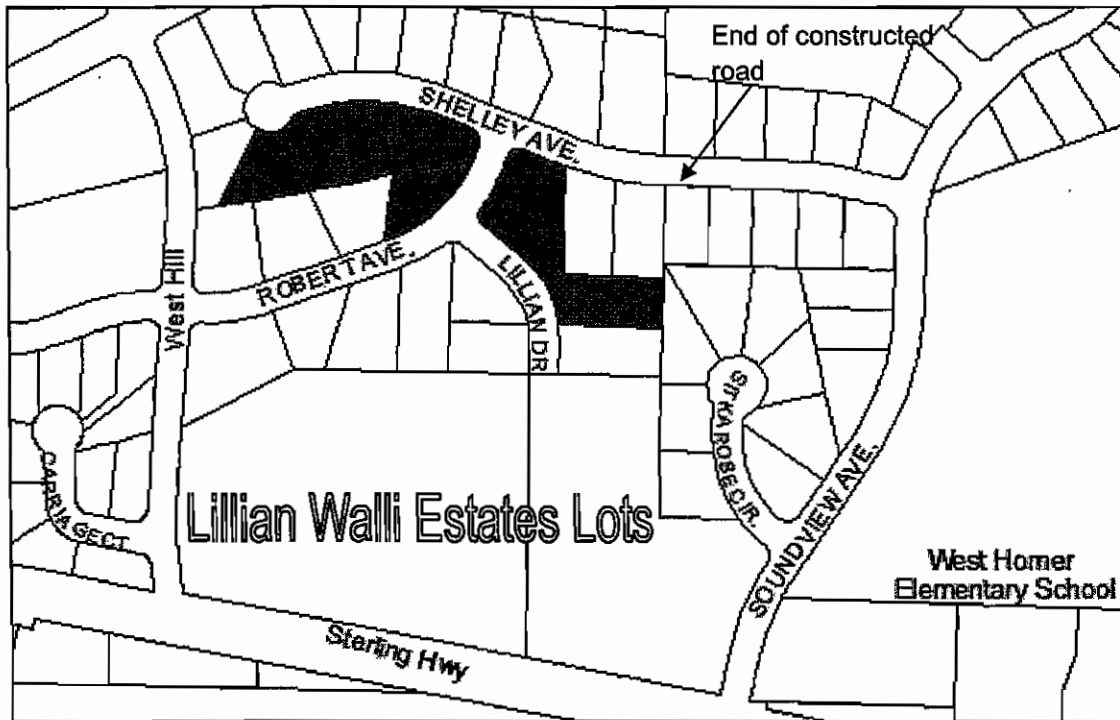 End of constructed
road
SHELLEY AVE.
ROBERT AVE.
West Hill
LILLIAN DR
SITKA ROSE CIR.
CARRIAGE CT.
Lillian Walli Estates Lots
SOUNDVIEW AVE.
West Homer
Elementary School
Sterling Hwy